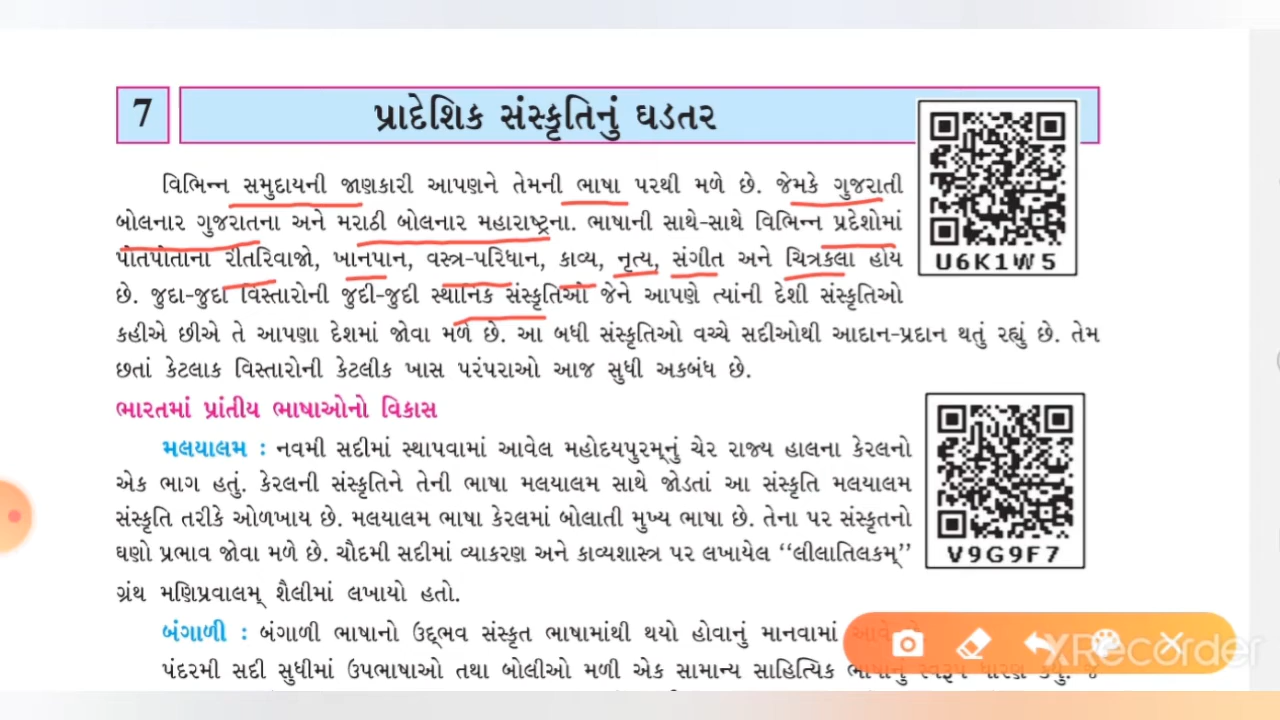 7
પ્રાદેશિક સંસ્કૃતિનું ઘડતર
વિભિન્ન સમુદાયની જાણકારી આપણને તેમની ભાષા પરથી મળે છે. જેમકે ગુજરાતી
બોલનાર ગુજરાતના અને મરાઠી બોલનાર મહારાષ્ટ્રના. ભાષાની સાથે-સાથે વિભિન્ન પ્રદેશોમાં
પોતપોતાના રીતરિવાજો, ખાનપાન, વસ્ત્ર-પરિધાન, કાવ્ય, નૃત્ય, સંગીત અને ચિત્રકલા હોય
છે. જુદા-જુદા વિસ્તારોની જુદી-જુદી સ્થાનિક સંસ્કૃતિઓ જેને આપણે ત્યાંની દેશી સંસ્કૃતિઓ
કહીએ છીએ તે આપણા દેશમાં જોવા મળે છે. આ બધી સંસ્કૃતિઓ વચ્ચે સદીઓથી આદાન-પ્રદાન થતું રહ્યું છે. તેમ
છતાં કેટલાક વિસ્તારોની કેટલીક ખાસ પરંપરાઓ આજ સુધી અકબંધ છે.
U6K1W5
ભારતમાં પ્રાંતીય ભાષાઓનો વિકાસ
મલયાલમ : નવમી સદીમાં સ્થાપવામાં આવેલ મહોદયપુરમ્‌નું ચેર રાજ્ય હાલના કેરલનો
એક ભાગ હતું. કેરલની સંસ્કૃતિને તેની ભાષા મલયાલમ સાથે જોડતાં આ સંસ્કૃતિ મલયાલમ
સંસ્કૃતિ તરીકે ઓળખાય છે. મલયાલમ ભાષા કેરલમાં બોલાતી મુખ્ય ભાષા છે. તેના પર સંસ્કૃતનો
ઘણો પ્રભાવ જોવા મળે છે. ચૌદમી સદીમાં વ્યાકરણ અને કાવ્યશાસ્ત્ર પર લખાયેલ ‘‘લીલાતિલકમ્’’
ગ્રંથ મણિપ્રવાલમ્ શૈલીમાં લખાયો હતો.
V9G9F7
બંગાળી : બંગાળી ભાષાનો ઉદ્‌ભવ સંસ્કૃત ભાષામાંથી થયો હોવાનું માનવામાં
પંદરમી સદી સુધીમાં ઉપભાષાઓ તથા બોલીઓ મળી એક સામાન્ય સાહિત્યિક ભાષાનું સ્વરૂપ ધારણ કર્યું. જે
XRecorder